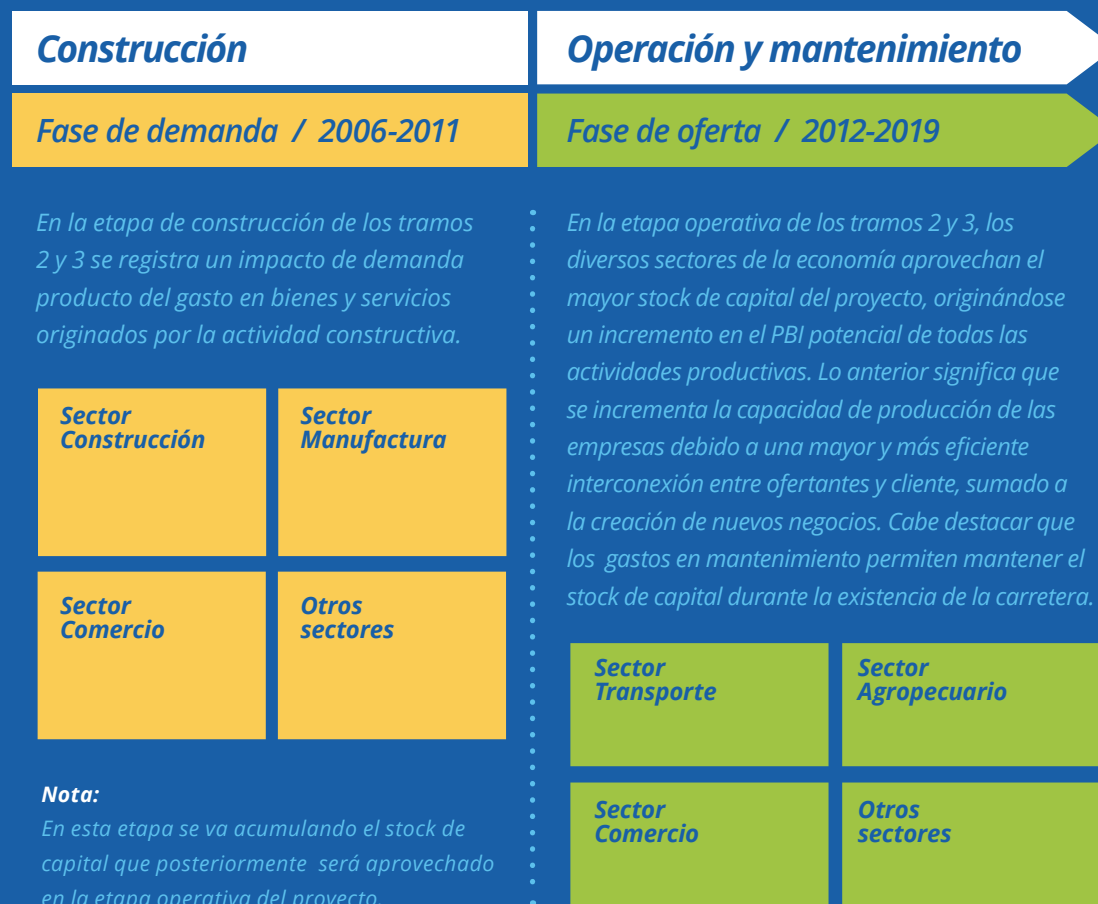 Construcción
Fase de demanda / 2006-2011
En la etapa de construcción de los tramos
2 y 3 se registra un impacto de demanda
producto del gasto en bienes y servicios
originados por la actividad constructiva.
Sector
Construcción
Sector
Manufactura
Sector
Comercio
Otros
sectores
Nota:
En esta etapa se va acumulando el stock de
capital que posteriormente será aprovechado
en la etapa operativa del proyecto.
Operación y mantenimiento
Fase de oferta / 2012-2019
En la etapa operativa de los tramos 2 y 3, los
diversos sectores de la economía aprovechan el
mayor stock de capital del proyecto, originándose
un incremento en el PBI potencial de todas las
actividades productivas. Lo anterior significa que
se incrementa la capacidad de producción de las
empresas debido a una mayor y más eficiente
interconexión entre ofertantes y cliente, sumado a
la creación de nuevos negocios. Cabe destacar que
los gastos en mantenimiento permiten mantener el
stock de capital durante la existencia de la carretera.
Sector
Transporte
Sector
Agropecuario
Sector
Comercio
Otros
sectores